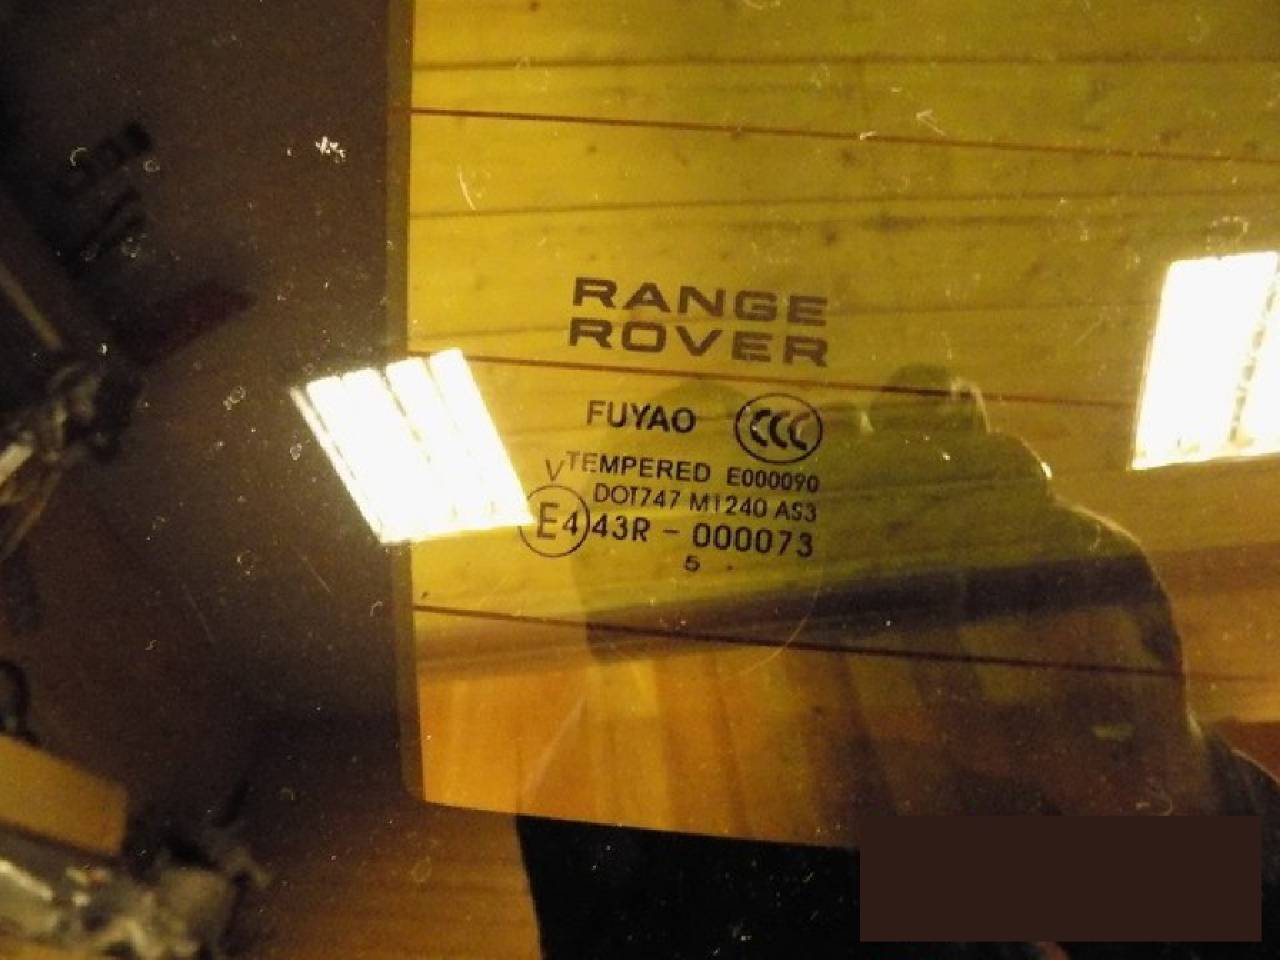 RANGE
ROVER
FUYAO CCC
V TEMPERED E000090
DOT747 M1240 AS3
E4 43R - 000073
5 .